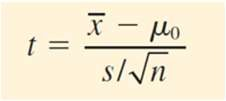 t = (x̄ − μ₀) / (s/√n)